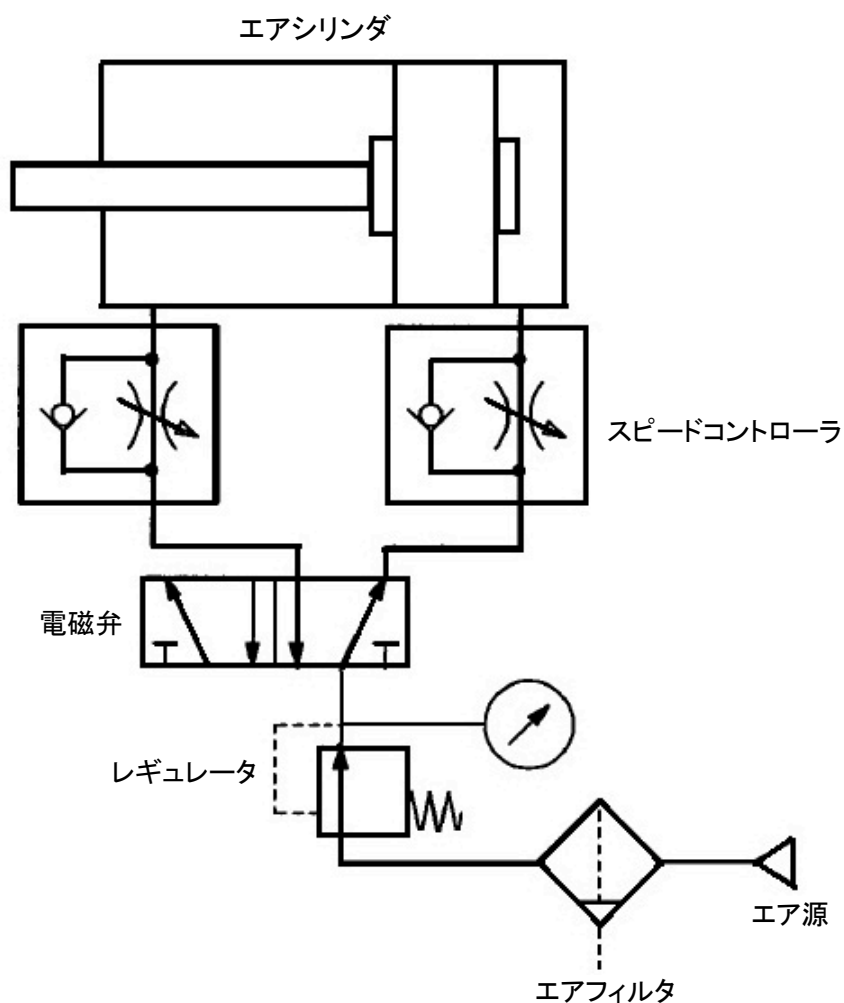 エアシリンダ
スピードコントローラ
電磁弁
レギュレータ
エア源
エアフィルタ